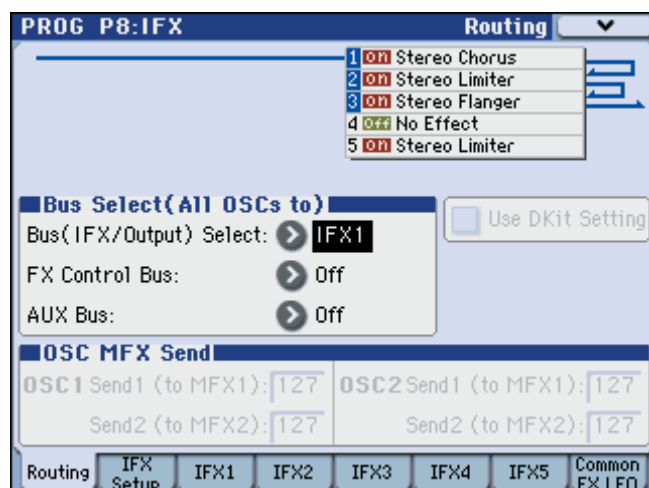 PROG P8:IFX Routing
1 on Stereo Chorus
2 on Stereo Limiter
3 on Stereo Flanger
4 Off No Effect
5 on Stereo Limiter
Bus Select(All OSCs to)
Bus(IFX/Output) Select: IFX1
Use DKit Setting
FX Control Bus: Off
AUX Bus: Off
OSC MFX Send
OSC1 Send1 (to MFX1): 127 OSC2 Send1 (to MFX1): 127
Send2 (to MFX2): 127 Send2 (to MFX2): 127
Routing IFX Setup IFX1 IFX2 IFX3 IFX4 IFX5 Common FX LFO